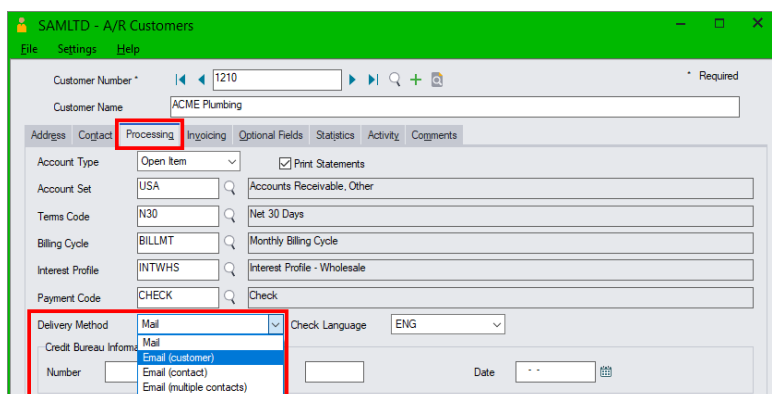 SAMLTD - A/R Customers
File Settings Help
Customer Number * 1210 * Required
Customer Name ACME Plumbing
Address Contact Processing Invoicing Optional Fields Statistics Activity Comments
Account Type Open Item Print Statements
Account Set USA Accounts Receivable, Other
Terms Code N30 Net 30 Days
Billing Cycle BILLMT Monthly Billing Cycle
Interest Profile INTWHS Interest Profile - Wholesale
Payment Code CHECK Check
Delivery Method Mail Check Language ENG
Mail
Credit Bureau Informa
Email (customer)
Number Email (contact) Date - -
Email (multiple contacts)